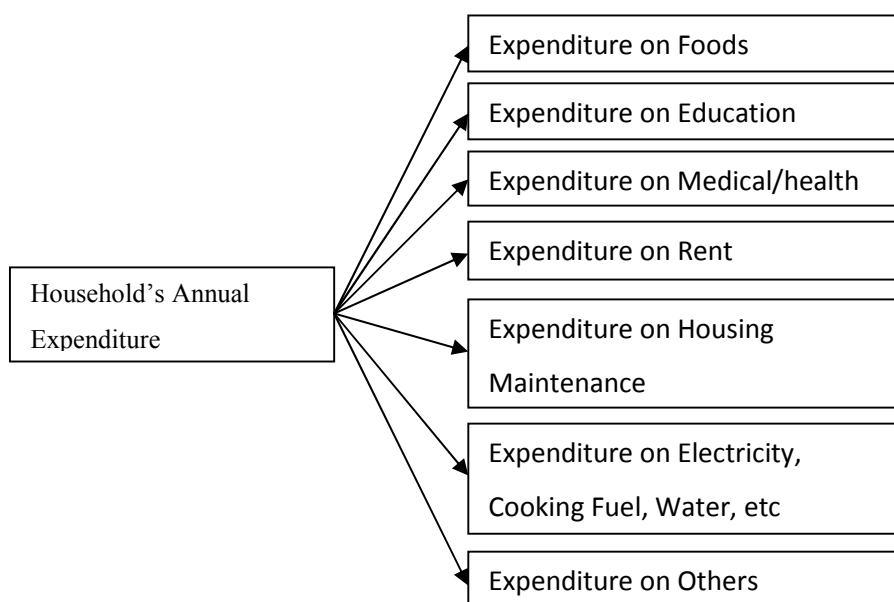 Expenditure on Foods
Expenditure on Education
Expenditure on Medical/health
Expenditure on Rent
Household’s Annual
Expenditure
Expenditure on Housing
Maintenance
Expenditure on Electricity,
Cooking Fuel, Water, etc
Expenditure on Others